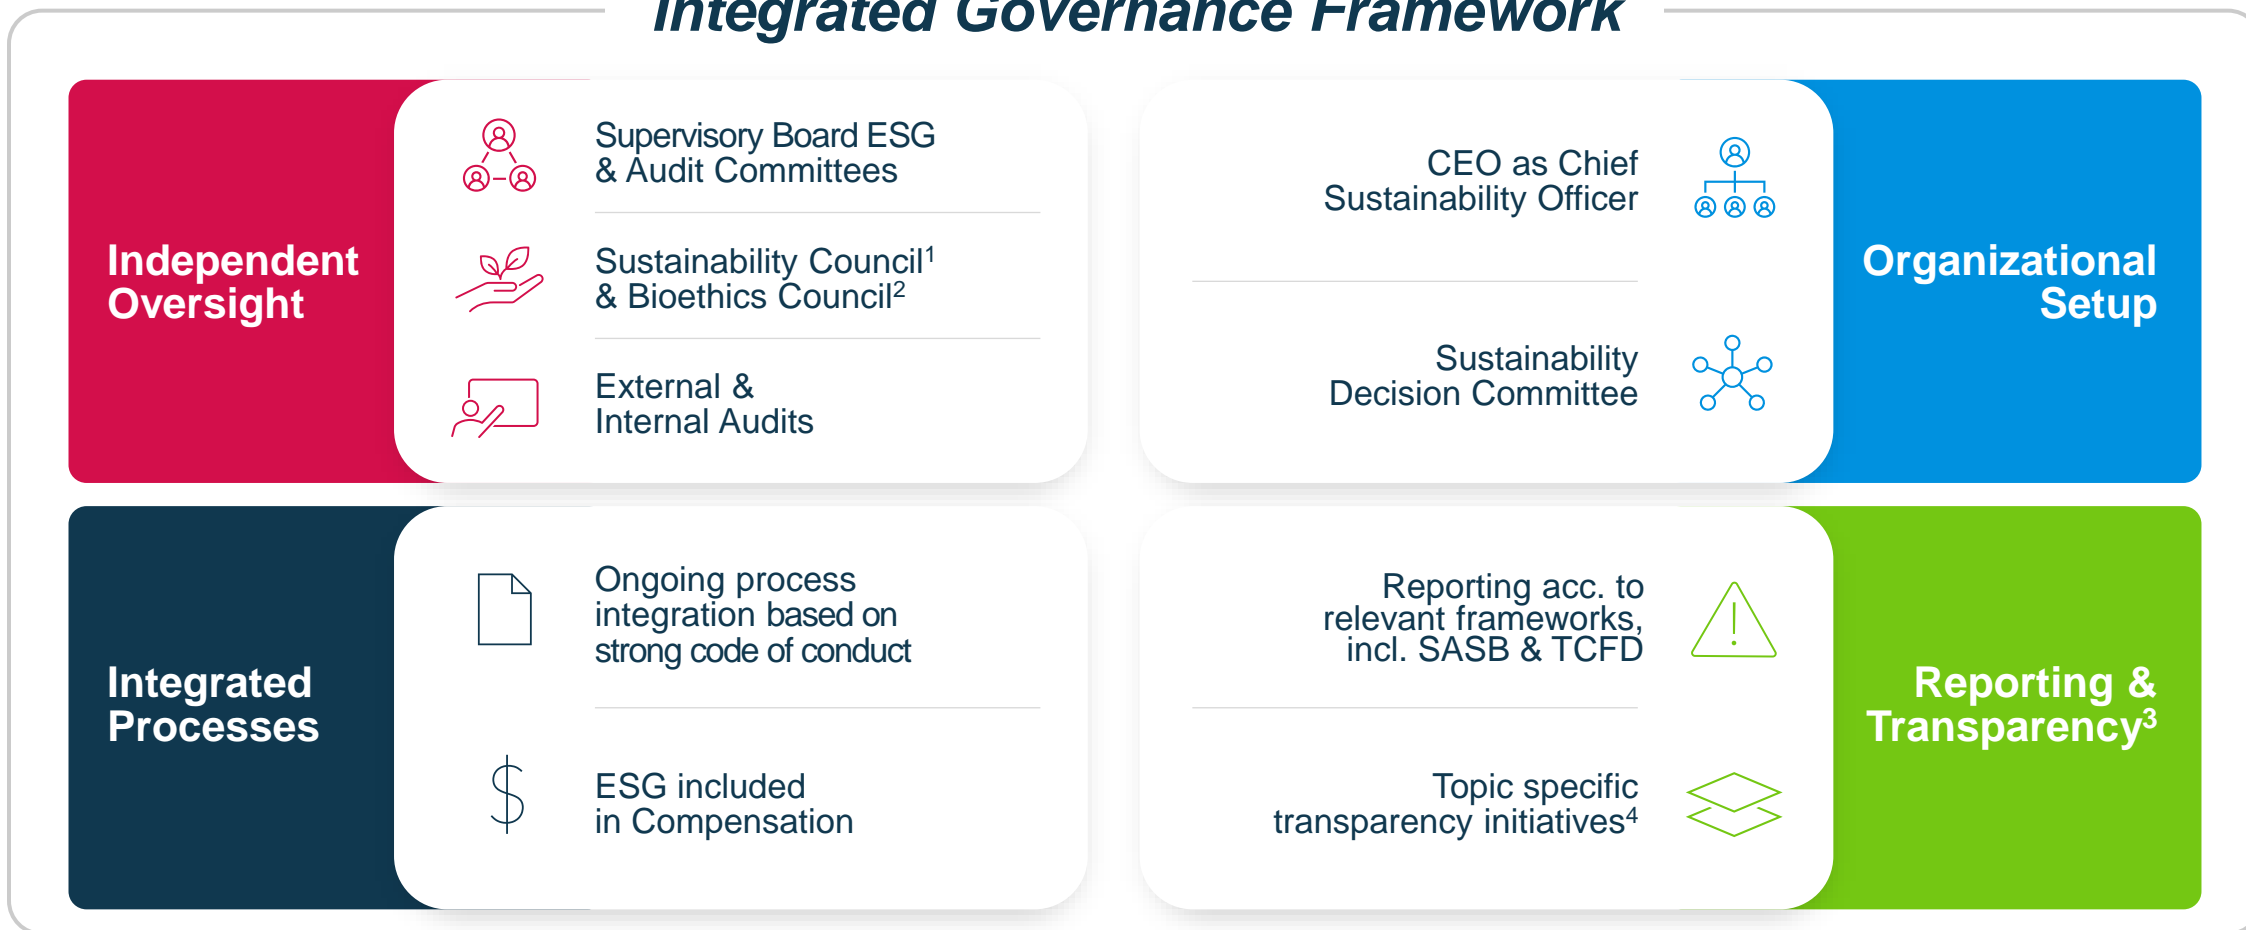 Integrated Governance Framework
Independent
Oversight
Supervisory Board ESG
& Audit Committees
Sustainability Council¹
& Bioethics Council²
External &
Internal Audits
CEO as Chief
Sustainability Officer
Sustainability
Decision Committee
Organizational
Setup
Integrated
Processes
Ongoing process
integration based on
strong code of conduct
ESG included
in Compensation
Reporting acc. to
relevant frameworks,
incl. SASB & TCFD
Topic specific
transparency initiatives⁴
Reporting &
Transparency³